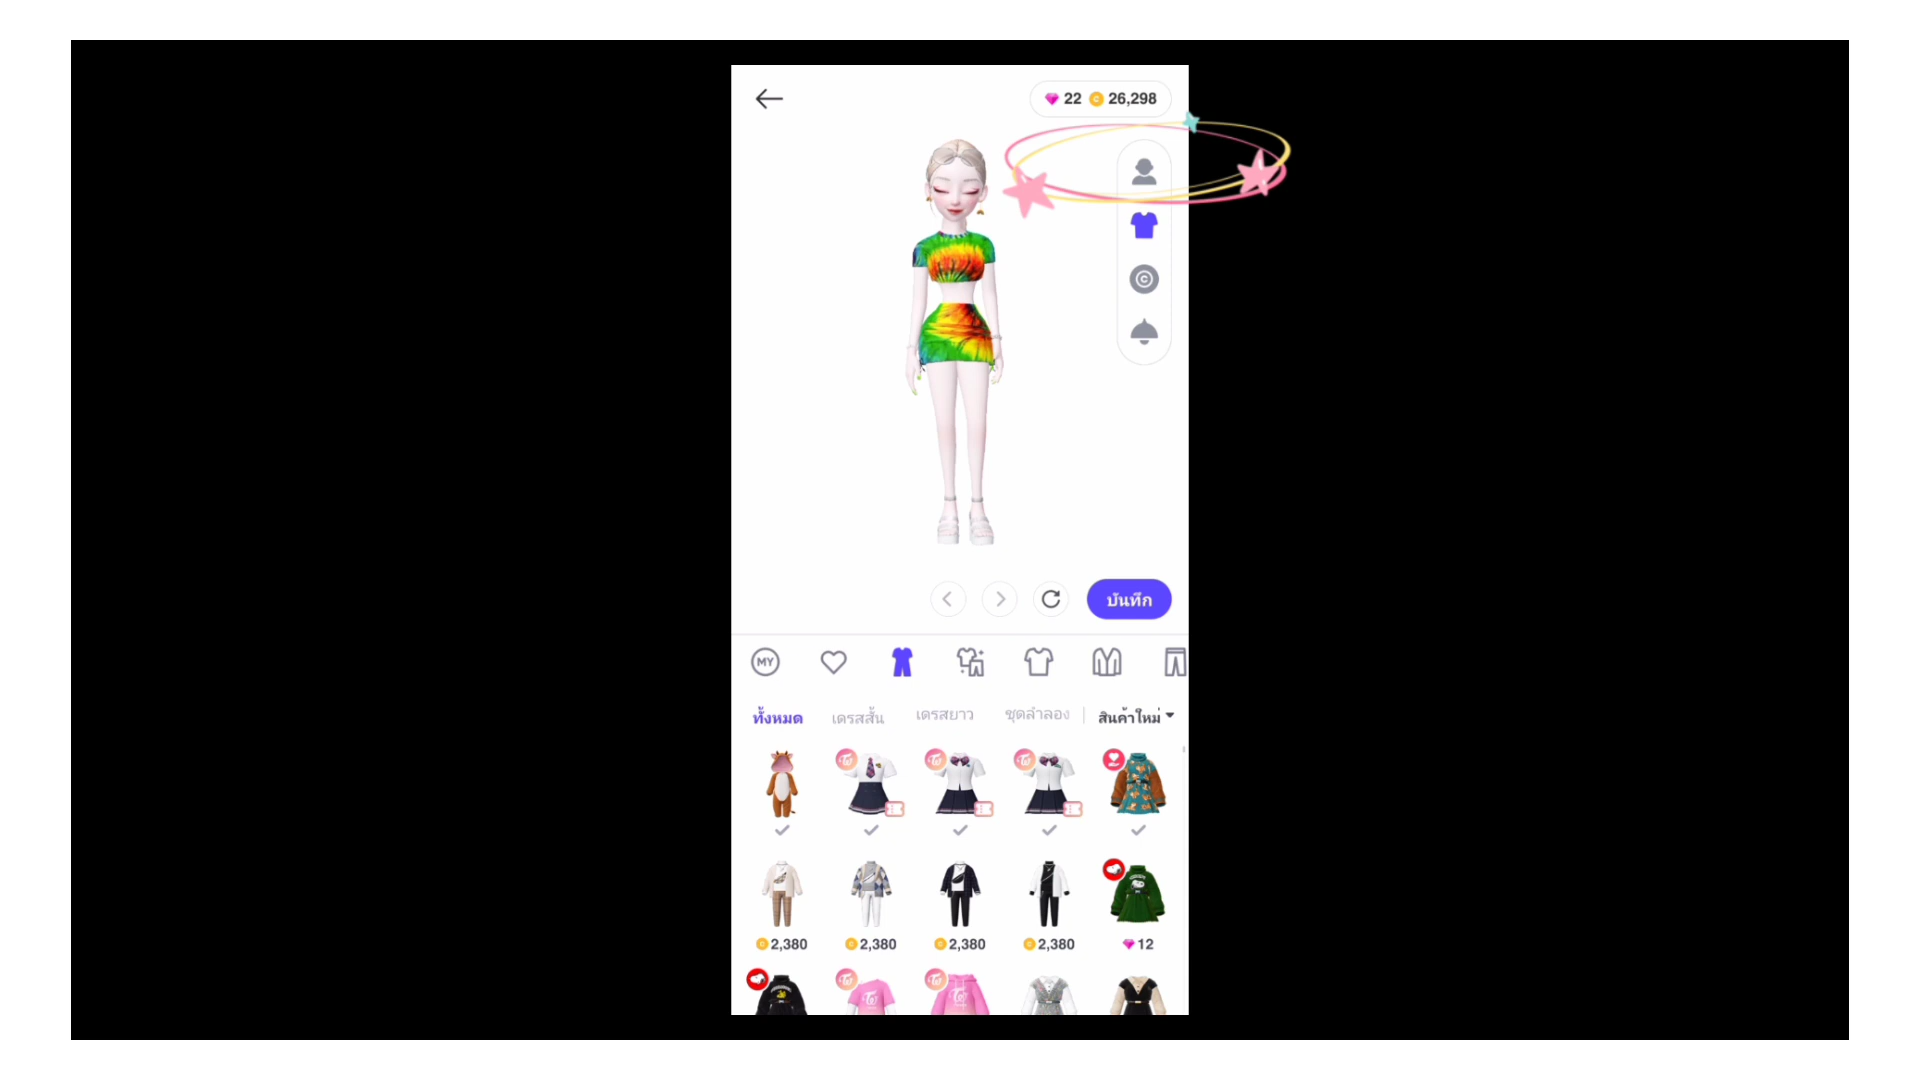 22 26,298
บันทึก
MY
ทั้งหมด เดรสสั้น เดรสยาว ชุดลำลอง สินค้าใหม่
2,380 2,380 2,380 2,380 12